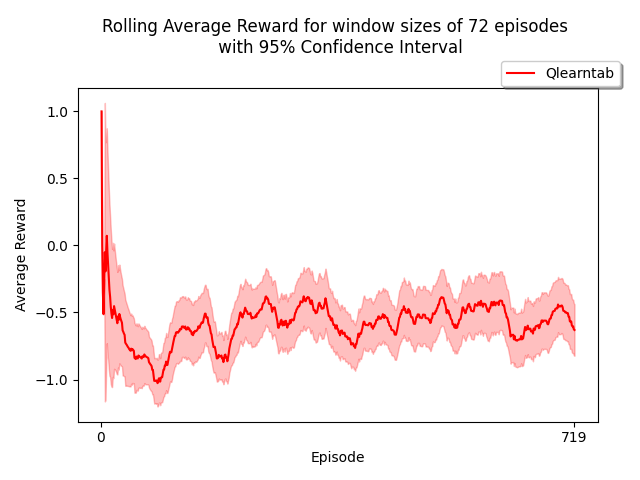 Rolling Average Reward for window sizes of 72 episodes
with 95% Confidence Interval
Qlearntab
1.0
0.5
0.0
−0.5
−1.0
Average Reward
0
719
Episode